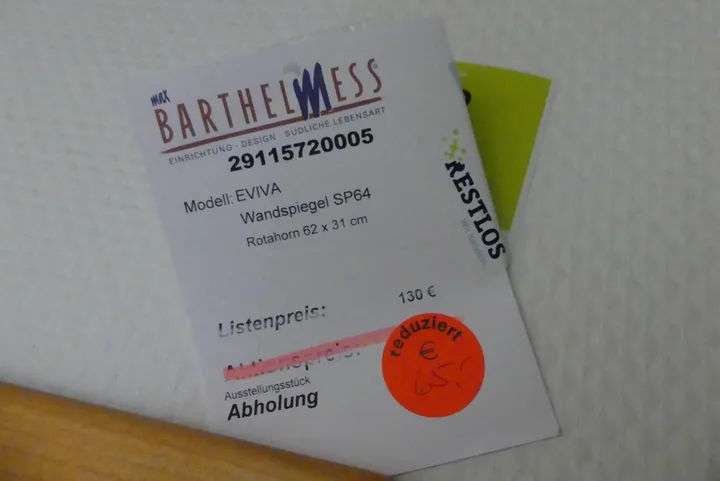 max
BARTHELMESS®
EINRICHTUNG · DESIGN · SÜDLICHE LEBENSART
29115720005
Modell: EVIVA
Wandspiegel SP64
Rotahorn 62 x 31 cm
Listenpreis: 130 €
Aktionspreis:
Ausstellungsstück
Abholung
reduziert
€
65,-
RESTLOS